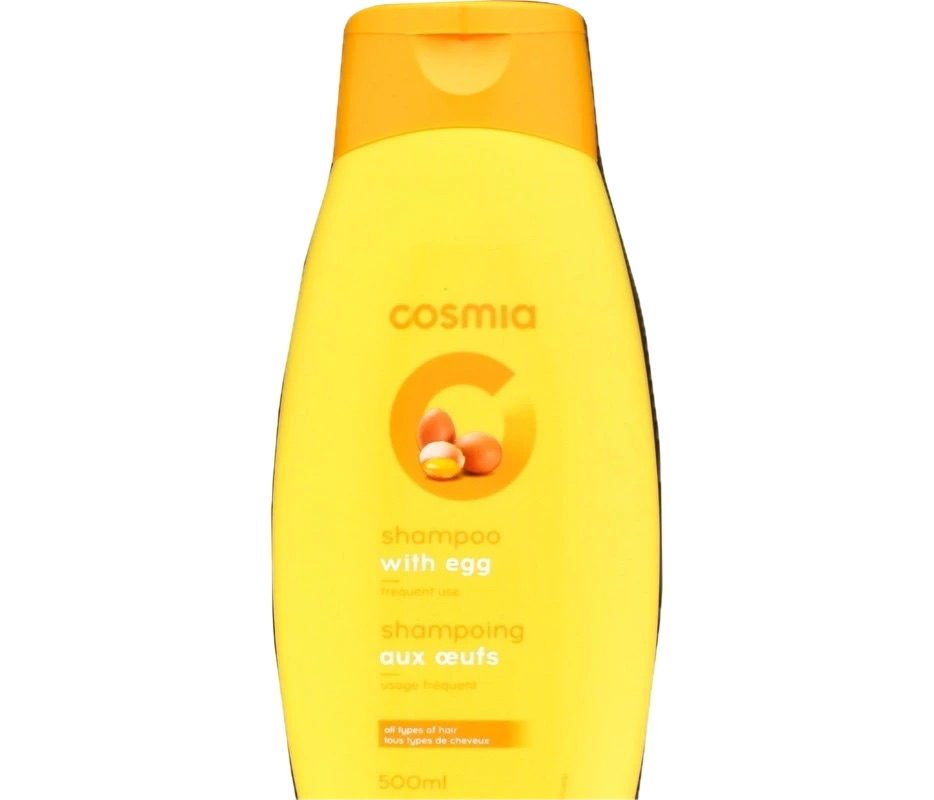 cosmia
shampoo
with egg
frequent use
shampoing
aux œufs
usage fréquent
all types of hair
tous types de cheveux
500ml